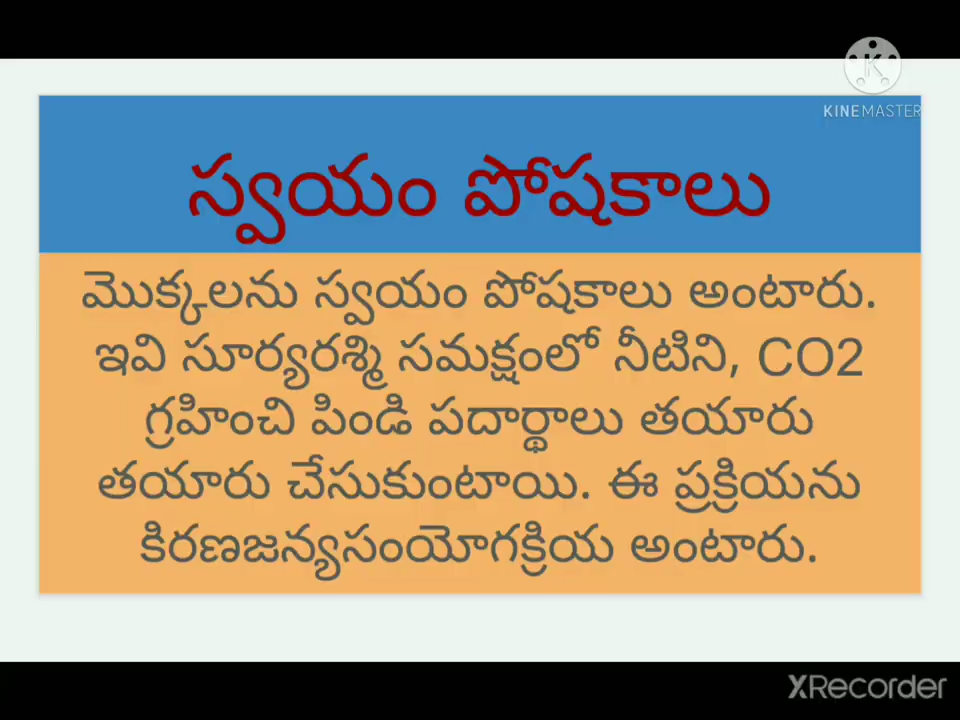 KINEMASTER
స్వయం పోషకాలు
మొక్కలను స్వయం పోషకాలు అంటారు.
ఇవి సూర్యరశ్మి సమక్షంలో నీటిని, CO2
గ్రహించి పిండి పదార్థాలు తయారు
తయారు చేసుకుంటాయి. ఈ ప్రక్రియను
కిరణజన్యసంయోగక్రియ అంటారు.
XRecorder